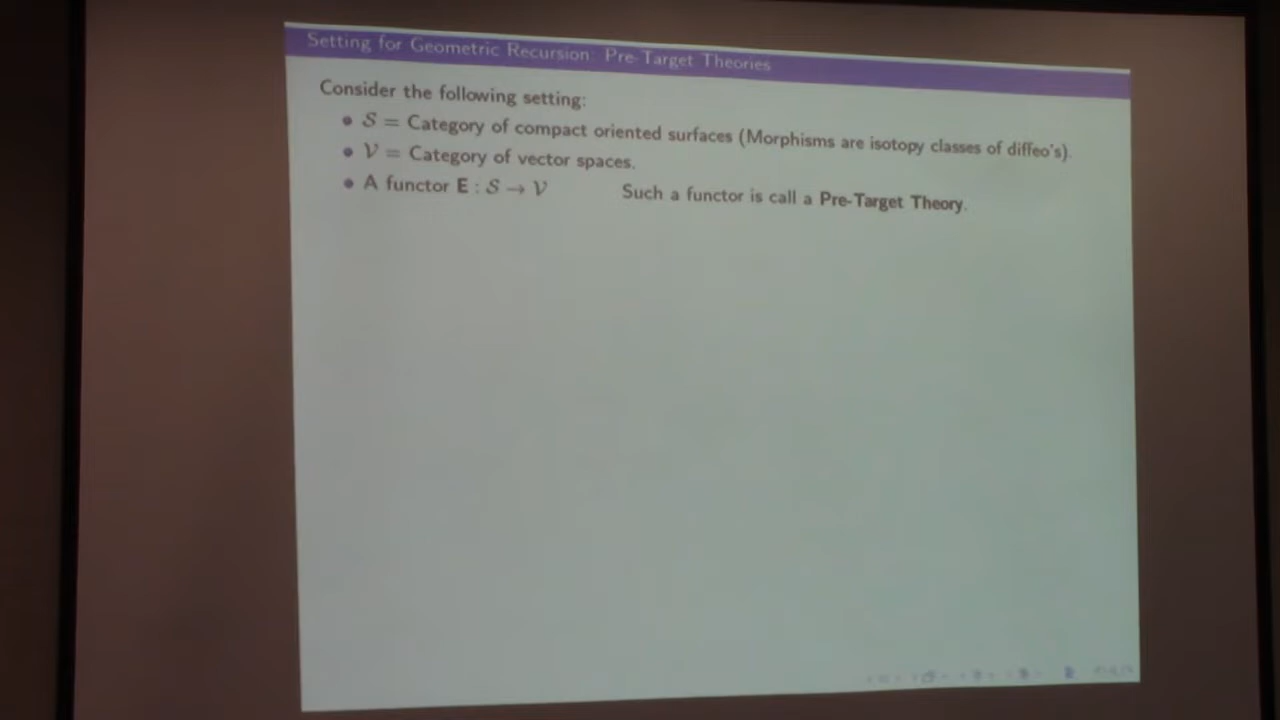 Setting for Geometric Recursion: Pre-Target Theories
Consider the following setting:
• 𝒮 = Category of compact oriented surfaces (Morphisms are isotopy classes of diffeo's).
• 𝒱 = Category of vector spaces.
• A functor E : 𝒮 → 𝒱 Such a functor is call a Pre-Target Theory.